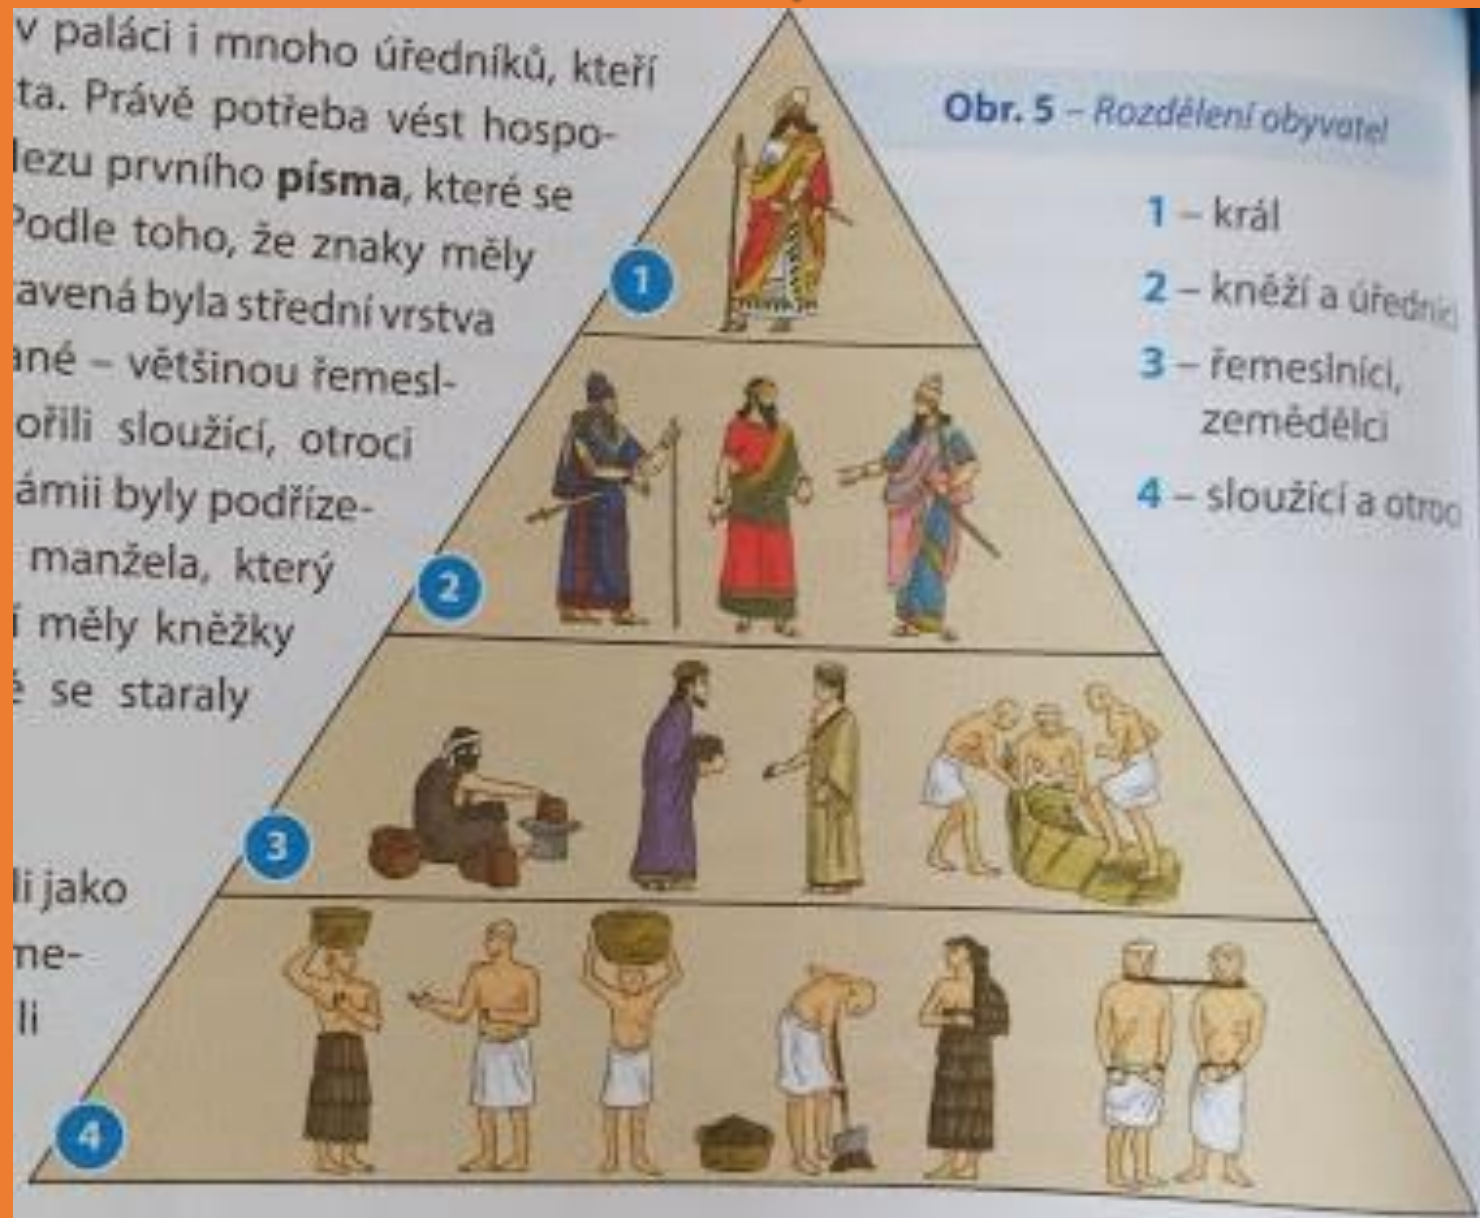 v paláci i mnoho úředníků, kteří
ta. Právě potřeba vést hospo-
lezu prvního písma, které se
Podle toho, že znaky měly
avená byla střední vrstva
ané – většinou řemesl-
ořili sloužící, otroci
ámii byly podříze-
manžela, který
í měly kněžky
é se staraly
li jako
me-
li
Obr. 5 – Rozdělení obyvatel
1 – král
2 – kněží a úředníci
3 – řemeslníci,
zemědělci
4 – sloužící a otroc
1
2
3
4